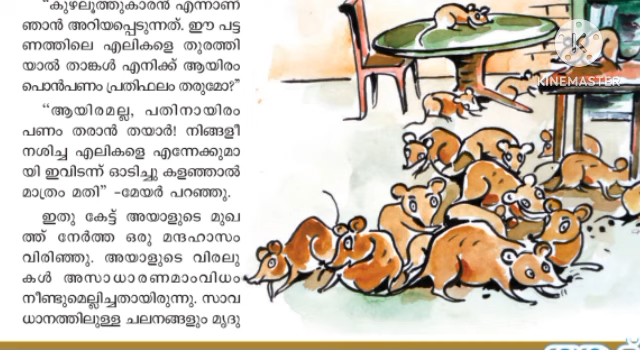 "കുഴലൂത്തുകാരൻ എന്നാണ്
ഞാൻ അറിയപ്പെടുന്നത്. ഈ പട്ട
ണത്തിലെ എലികളെ തുരത്തി
യാൽ താങ്കൾ എനിക്ക് ആയിരം
പൊൻപണം പ്രതിഫലം തരുമോ?"
"ആയിരമല്ല, പതിനായിരം
പണം തരാൻ തയാർ! നിങ്ങളീ
നശിച്ച എലികളെ എന്നേക്കുമാ
യി ഇവിടന്ന് ഓടിച്ചു കളഞ്ഞാൽ
മാത്രം മതി" -മേയർ പറഞ്ഞു.
ഇതു കേട്ട് അയാളുടെ മുഖ
ത്ത് നേർത്ത ഒരു മന്ദഹാസം
വിരിഞ്ഞു. അയാളുടെ വിരലു
കൾ അസാധാരണമാംവിധം
നീണ്ടുമെല്ലിച്ചതായിരുന്നു. സാവ
ധാനത്തിലുള്ള ചലനങ്ങളും മൃദു
KINEMASTER